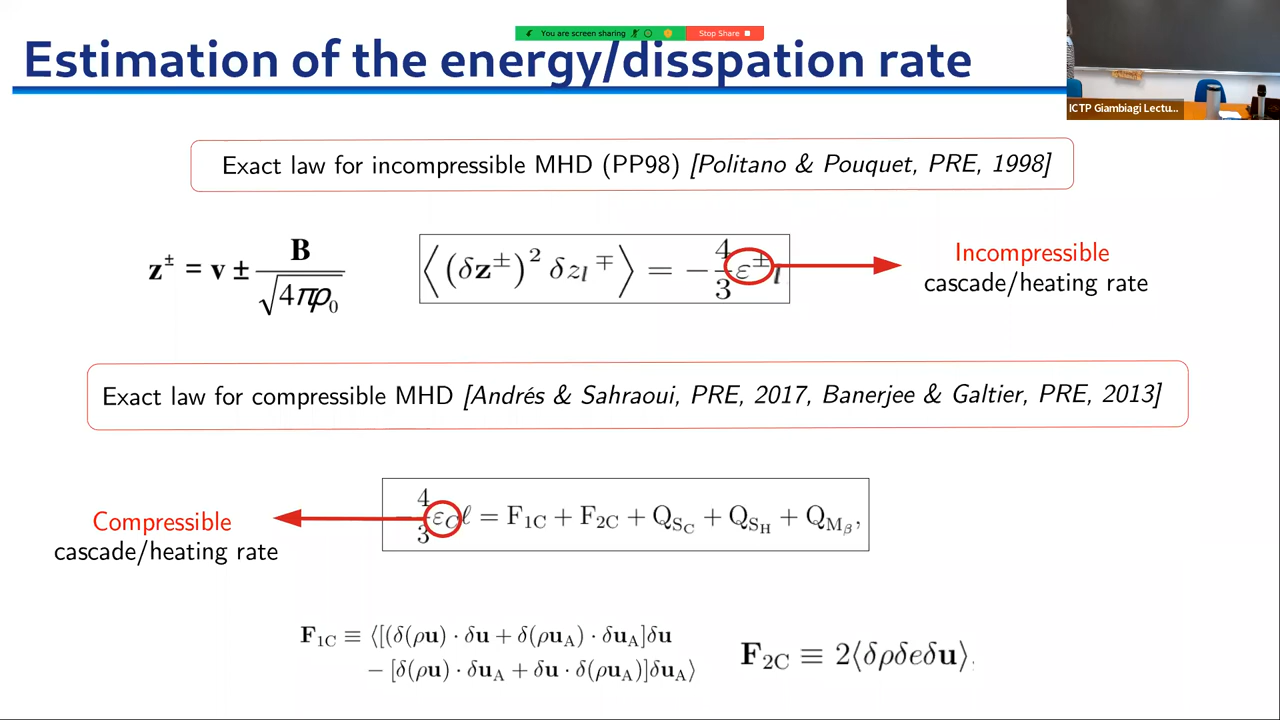 You are screen sharing
Stop Share
Estimation of the energy/disspation rate
ICTP Giambiagi Lectu...
Exact law for incompressible MHD (PP98) [Politano & Pouquet, PRE, 1998]
z± = v ± B / √4πρ₀
⟨(δz±)² δz_l∓⟩ = − 4/3 ε± l
Incompressible
cascade/heating rate
Exact law for compressible MHD [Andrés & Sahraoui, PRE, 2017, Banerjee & Galtier, PRE, 2013]
− 4/3 ε_C ℓ = F_1C + F_2C + Q_S_C + Q_S_H + Q_M_β,
Compressible
cascade/heating rate
F_1C ≡ ⟨[(δ(ρu) · δu + δ(ρu_A) · δu_A]δu
− [δ(ρu) · δu_A + δu · δ(ρu_A)]δu_A⟩
F_2C ≡ 2⟨δρδeδu⟩.